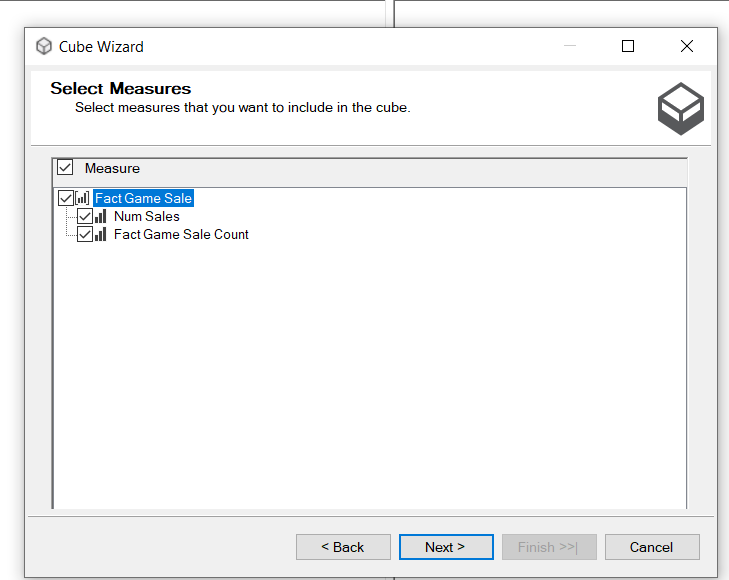 Cube Wizard
Select Measures
Select measures that you want to include in the cube.
Measure
Fact Game Sale
Num Sales
Fact Game Sale Count
< Back Next > Finish >>| Cancel